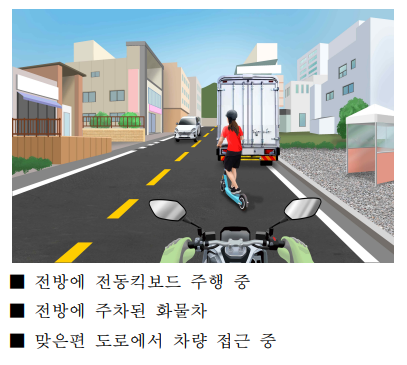 ■ 전방에 전동킥보드 주행 중
■ 전방에 주차된 화물차
■ 맞은편 도로에서 차량 접근 중